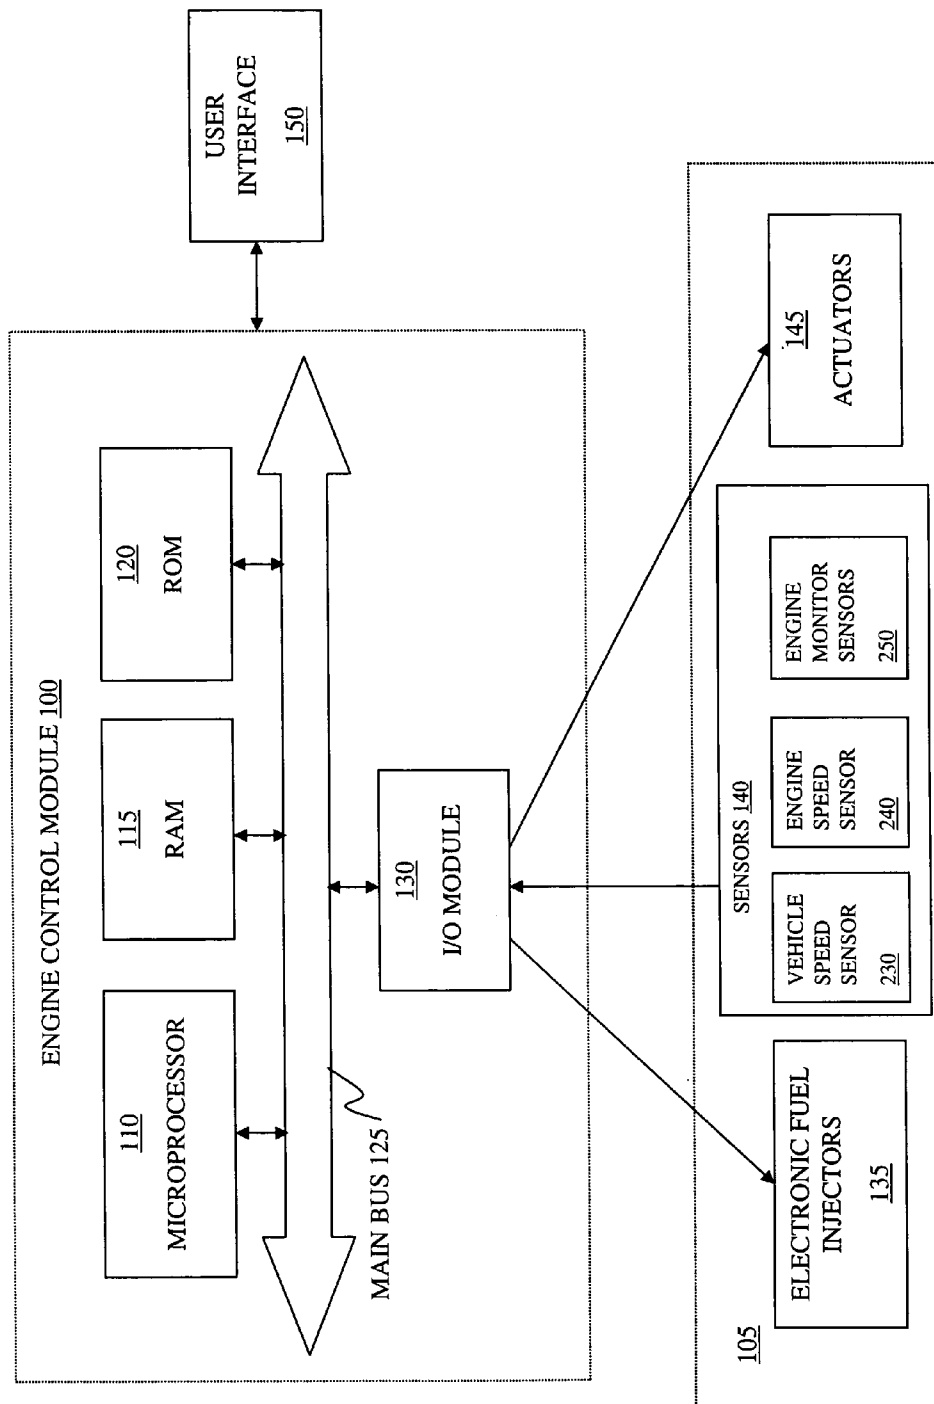 ENGINE CONTROL MODULE 100
110
MICROPROCESSOR
115
RAM
120
ROM
USER
INTERFACE
150
MAIN BUS 125
130
I/O MODULE
105
ELECTRONIC FUEL
INJECTORS
135
SENSORS 140
VEHICLE
SPEED
SENSOR
230
ENGINE
SPEED
SENSOR
240
ENGINE
MONITOR
SENSORS
250
145
ACTUATORS